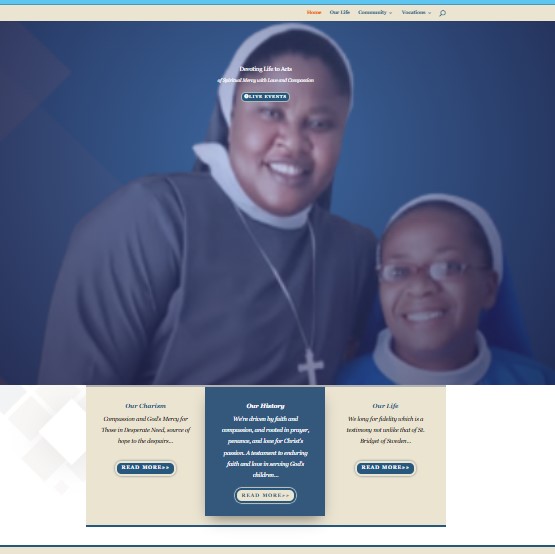 Home Our Life Community Vocations
Devoting Life to Acts
of Spiritual Mercy with Love and Compassion
LIVE EVENTS
Our Charism
Compassion and God's Mercy for
Those in Desperate Need, source of
hope to the despairs...
READ MORE>>
Our History
We're driven by faith and
compassion, and rooted in prayer,
penance, and love for Christ's
passion. A testament to enduring
faith and love in serving God's
children...
READ MORE>>
Our Life
We long for fidelity which is a
testimony not unlike that of St.
Bridget of Sweden...
READ MORE>>